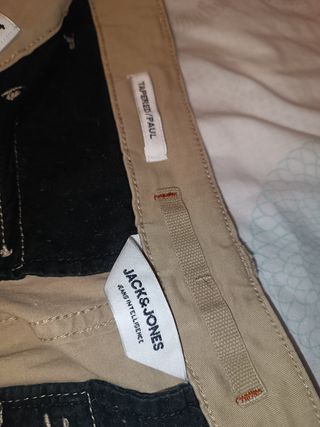 TAPERED/PAUL
JACK&JONES
JEANS INTELLIGENCE